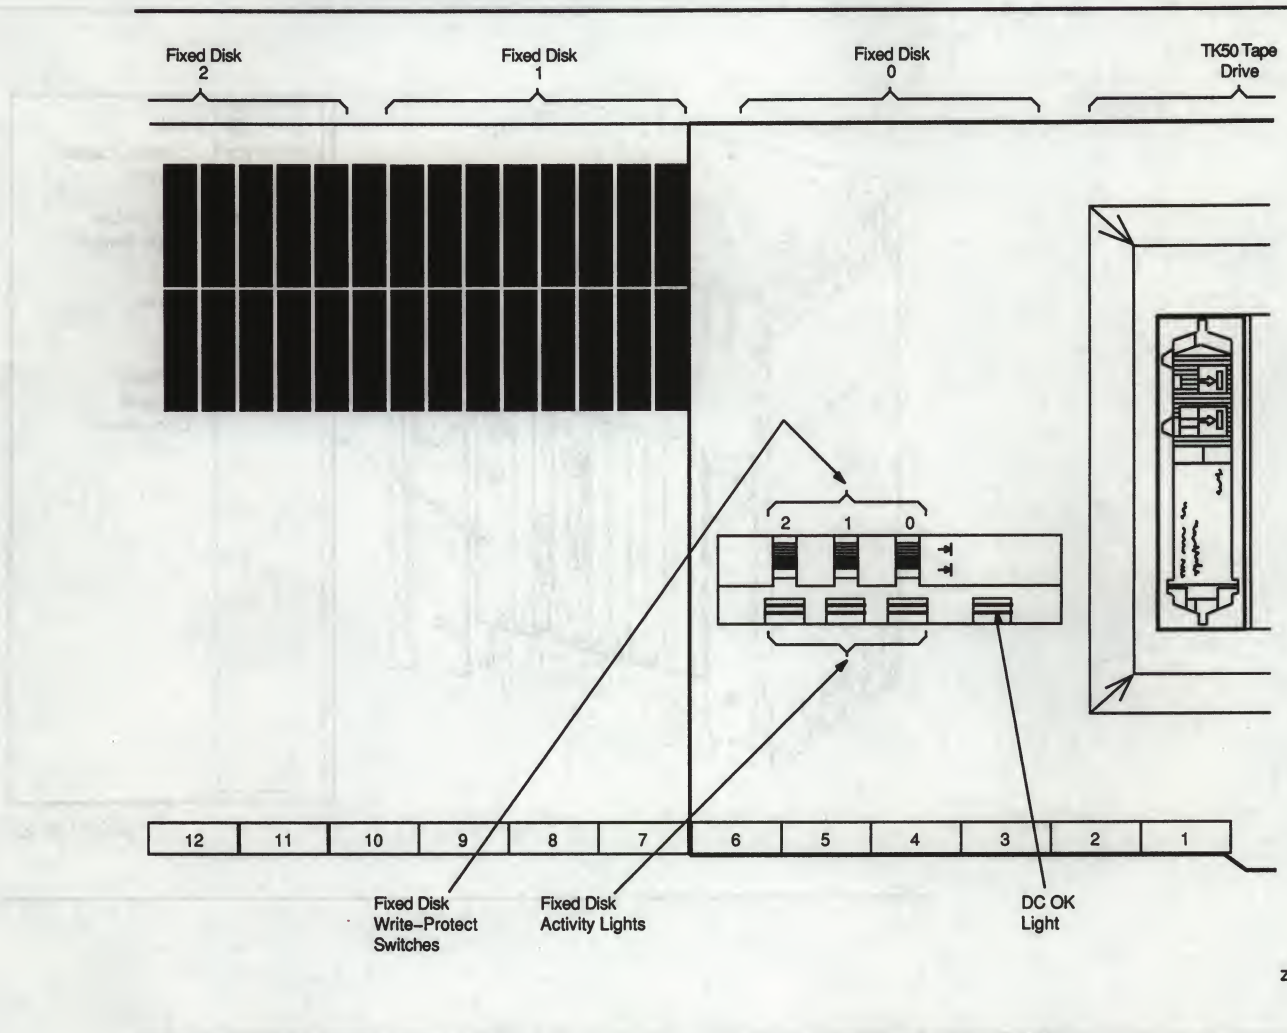 Fixed Disk
2
Fixed Disk
1
Fixed Disk
0
TK50 Tape
Drive
2 1 0
12 11 10 9 8 7 6 5 4 3 2 1
Fixed Disk
Write-Protect
Switches
Fixed Disk
Activity Lights
DC OK
Light